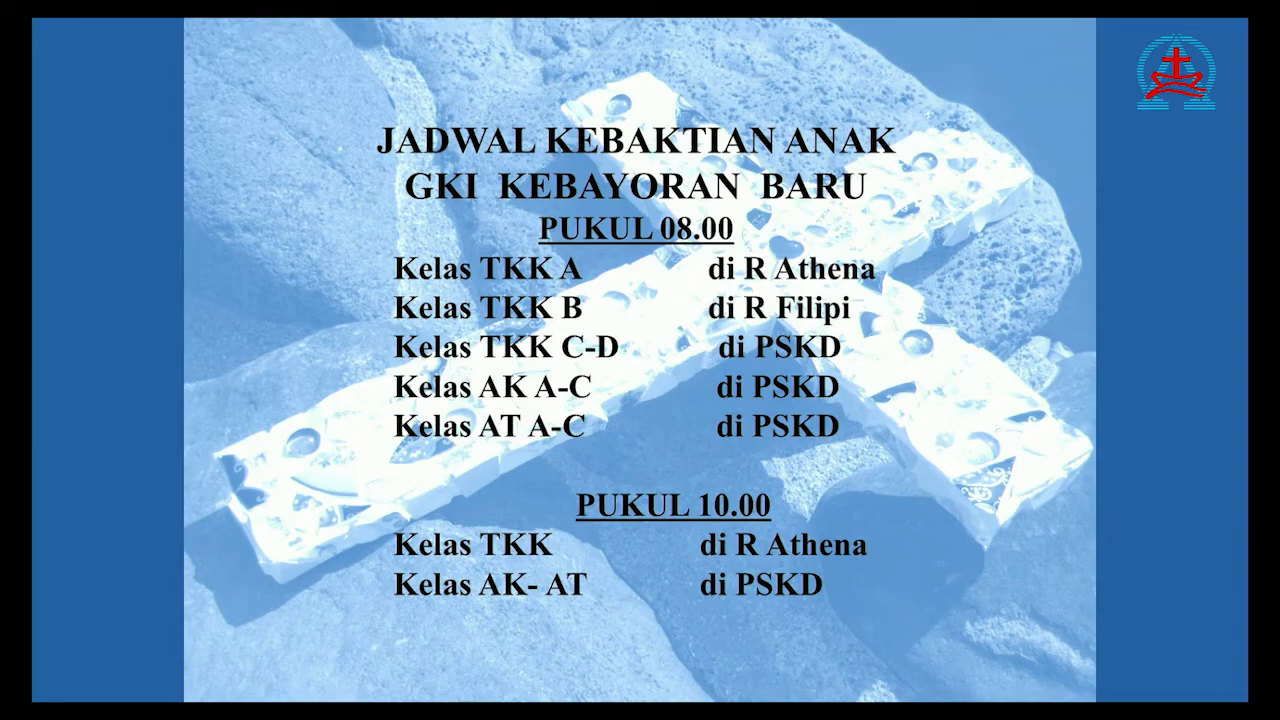 JADWAL KEBAKTIAN ANAK
GKI KEBAYORAN BARU
PUKUL 08.00
Kelas TKK A di R Athena
Kelas TKK B di R Filipi
Kelas TKK C-D di PSKD
Kelas AK A-C di PSKD
Kelas AT A-C di PSKD
PUKUL 10.00
Kelas TKK di R Athena
Kelas AK- AT di PSKD